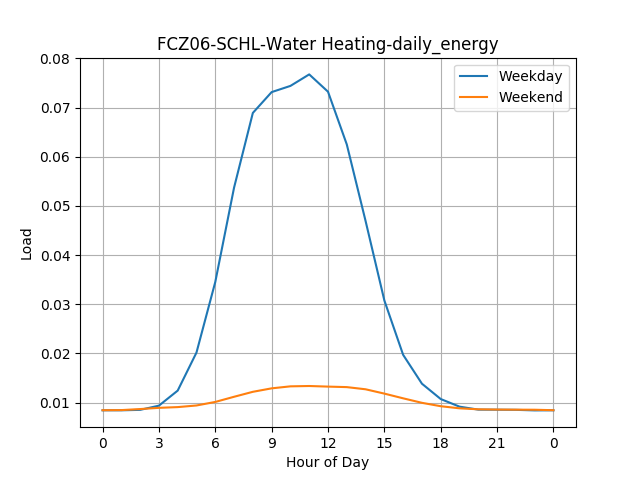 FCZ06-SCHL-Water Heating-daily_energy
Weekday
Weekend
0.08
0.07
0.06
0.05
0.04
0.03
0.02
0.01
Load
0 3 6 9 12 15 18 21 0
Hour of Day